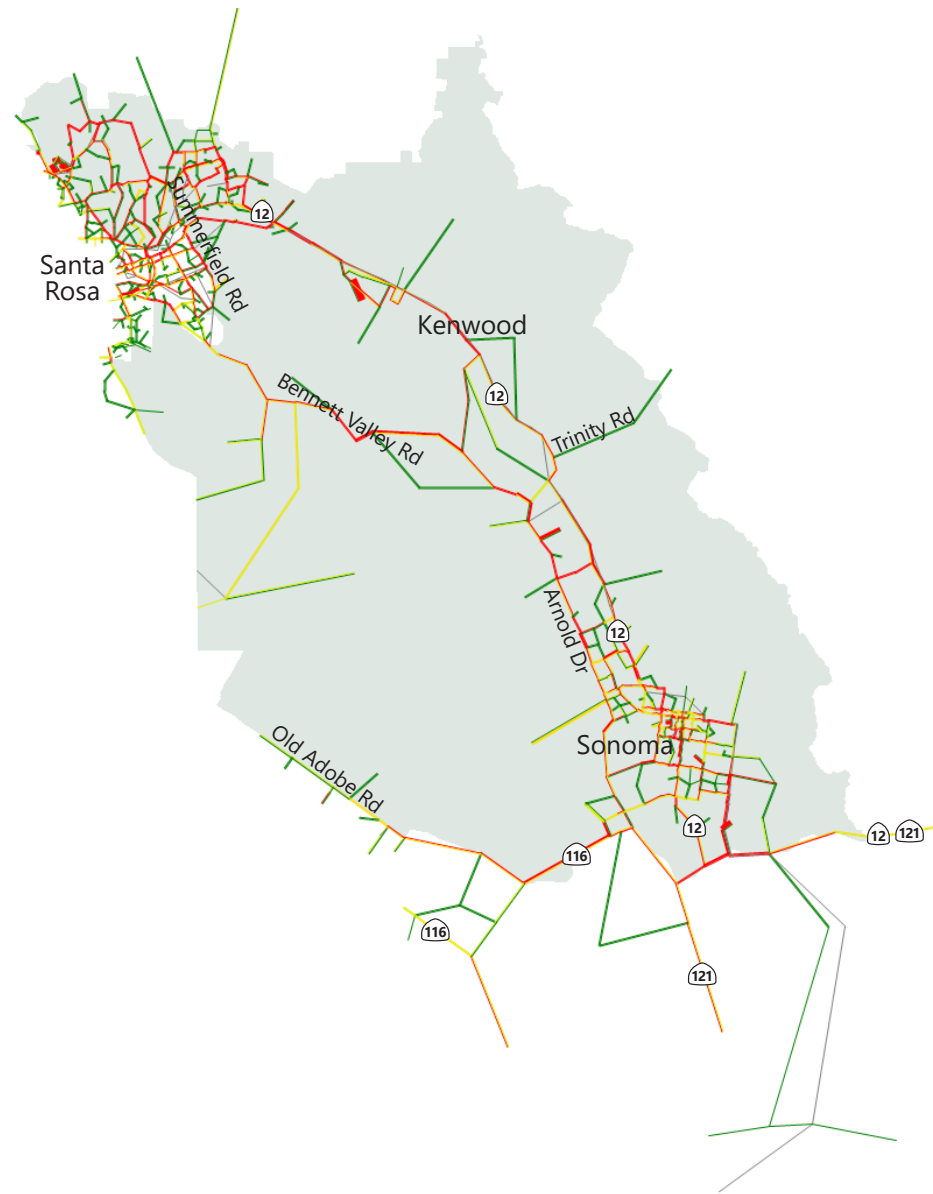 Summerfield Rd
12
Santa
Rosa
Kenwood
12
Bennett Valley Rd
Trinity Rd
Arnold Dr
12
Old Adobe Rd
Sonoma
12
12
121
116
116
121